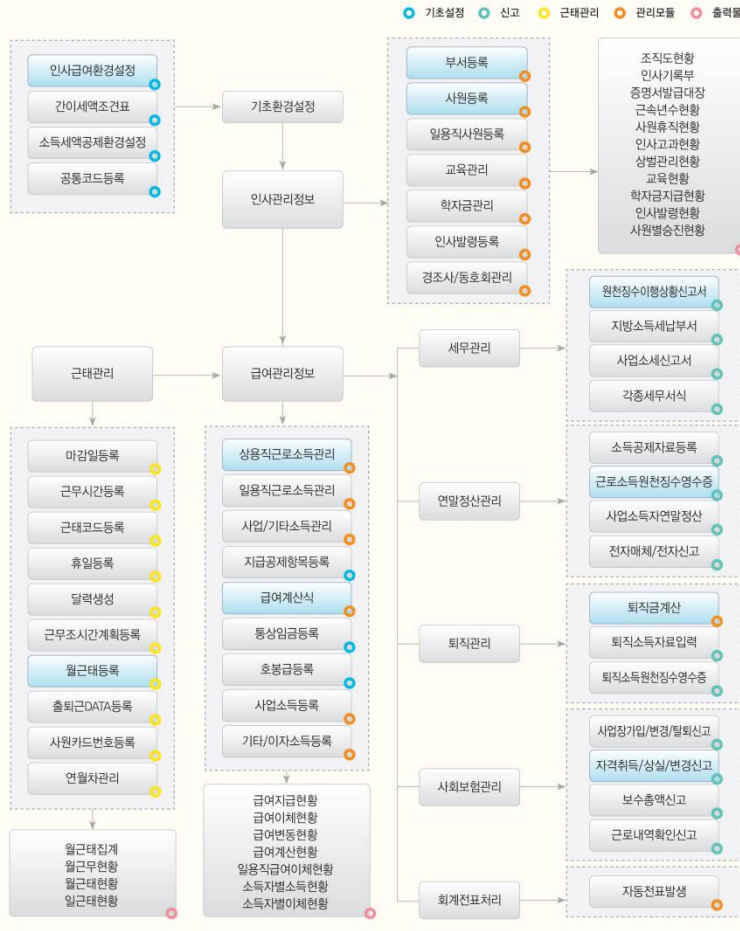 기초설정 신고 근태관리 관리모듈 출력물
인사급여환경설정
간이세액조견표
소득세액공제환경설정
공통코드등록
기초환경설정
인사관리정보
부서등록
사원등록
일용직사원등록
교육관리
학자금관리
인사발령등록
경조사/동호회관리
조직도현황
인사기록부
증명서발급대장
근속년수현황
사원휴직현황
인사고과현황
상벌관리현황
교육현황
학자금지급현황
인사발령현황
사원별승진현황
근태관리
급여관리정보
세무관리
원천징수이행상황신고서
지방소득세납부서
사업소세신고서
각종세무서식
마감일등록
근무시간등록
근태코드등록
휴일등록
달력생성
근무조시간계획등록
월근태등록
출퇴근DATA등록
사원카드번호등록
연월차관리
상용직근로소득관리
일용직근로소득관리
사업/기타소득관리
지급공제항목등록
급여계산식
통상임금등록
호봉급등록
사업소득등록
기타/이자소득등록
연말정산관리
소득공제자료등록
근로소득원천징수영수증
사업소득자연말정산
전자매체/전자신고
퇴직관리
퇴직금계산
퇴직소득자료입력
퇴직소득원천징수영수증
사회보험관리
사업장가입/변경/탈퇴신고
자격취득/상실/변경신고
보수총액신고
근로내역확인신고
회계전표처리
자동전표발생
월근태집계
월근무현황
월근태현황
일근태현황
급여지급현황
급여이체현황
급여변동현황
급여계산현황
일용직급여이체현황
소득자별소득현황
소득자별이체현황